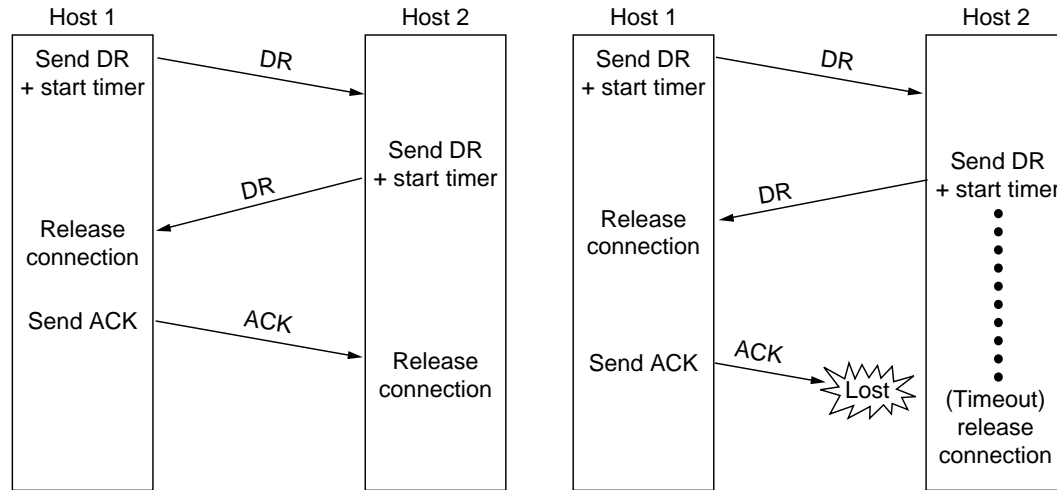 Host 1
Host 2
Send DR
+ start timer
DR
Send DR
+ start timer
DR
Release
connection
Send ACK
ACK
Release
connection
Host 1
Host 2
Send DR
+ start timer
DR
Send DR
+ start timer
DR
Release
connection
Send ACK
ACK
Lost
(Timeout)
release
connection